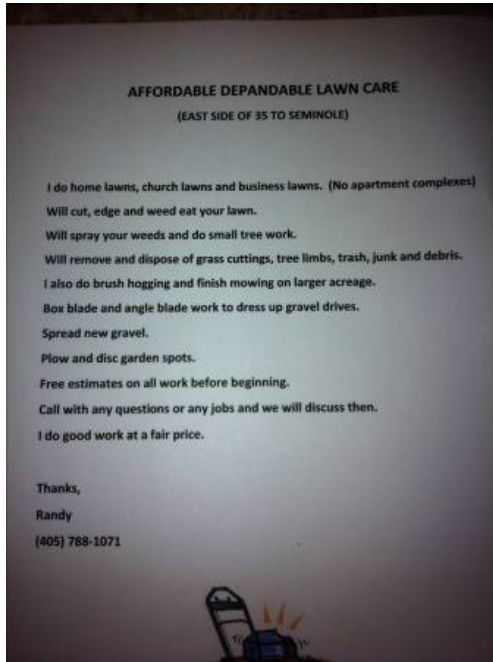 AFFORDABLE DEPANDABLE LAWN CARE
(EAST SIDE OF 35 TO SEMINOLE)
I do home lawns, church lawns and business lawns. (No apartment complexes)
Will cut, edge and weed eat your lawn.
Will spray your weeds and do small tree work.
Will remove and dispose of grass cuttings, tree limbs, trash, junk and debris.
I also do brush hogging and finish mowing on larger acreage.
Box blade and angle blade work to dress up gravel drives.
Spread new gravel.
Plow and disc garden spots.
Free estimates on all work before beginning.
Call with any questions or any jobs and we will discuss then.
I do good work at a fair price.
Thanks,
Randy
(405) 788-1071